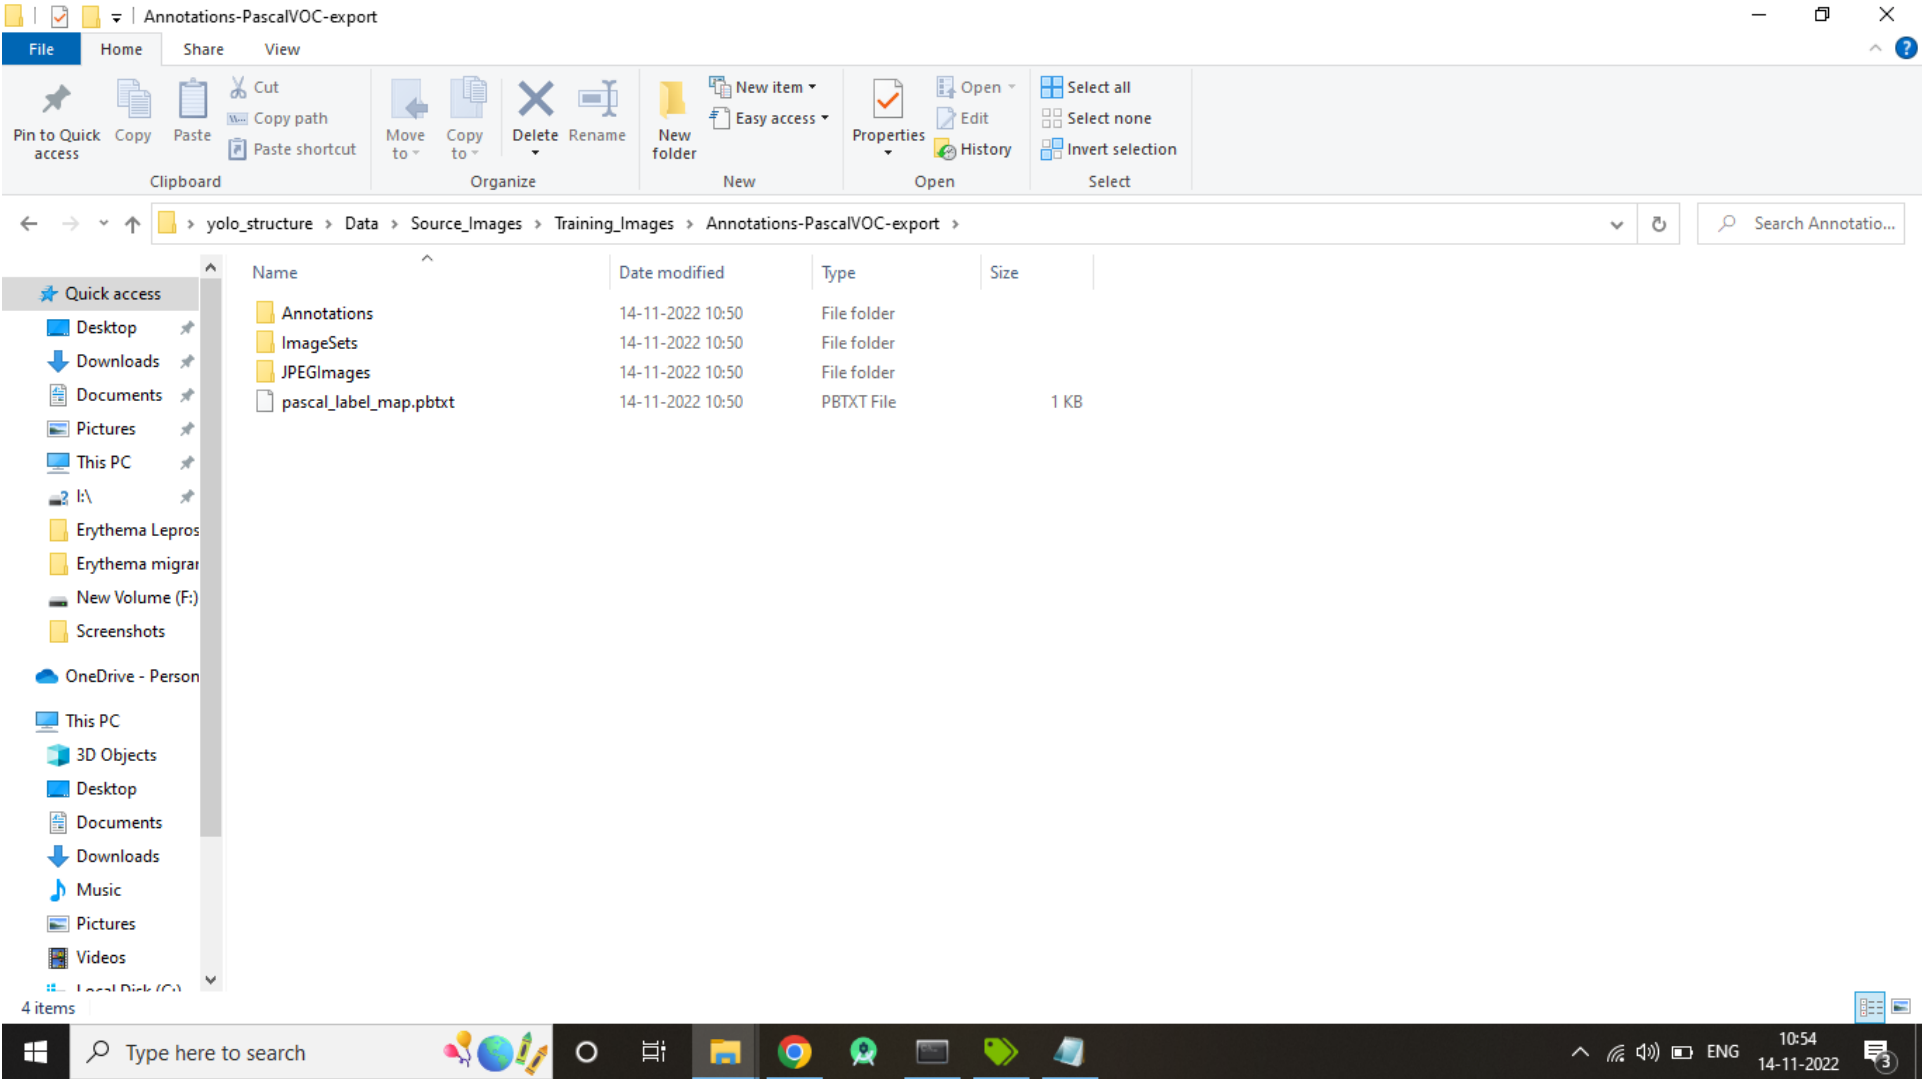 Annotations-PascalVOC-export
File Home Share View
Pin to Quick access
Copy
Paste
Cut
Copy path
Paste shortcut
Clipboard
Move to
Copy to
Delete
Rename
Organize
New folder
New item
Easy access
New
Properties
Open
Edit
History
Open
Select all
Select none
Invert selection
Select
yolo_structure > Data > Source_Images > Training_Images > Annotations-PascalVOC-export >
Search Annotatio...
Name Date modified Type Size
Annotations 14-11-2022 10:50 File folder
ImageSets 14-11-2022 10:50 File folder
JPEGImages 14-11-2022 10:50 File folder
pascal_label_map.pbtxt 14-11-2022 10:50 PBTXT File 1 KB
Quick access
Desktop
Downloads
Documents
Pictures
This PC
I:\
Erythema Lepros
Erythema migrar
New Volume (F:)
Screenshots
OneDrive - Person
This PC
3D Objects
Desktop
Documents
Downloads
Music
Pictures
Videos
Local Disk (C:)
4 items
Type here to search
ENG
10:54
14-11-2022
3